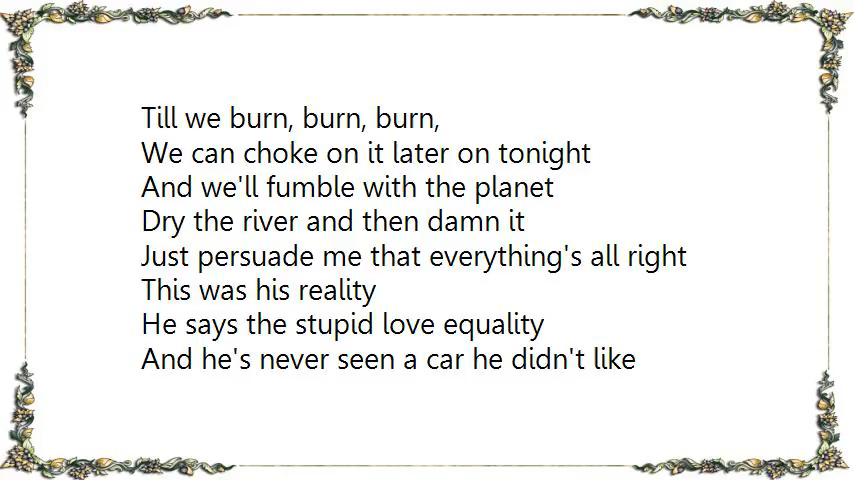 Till we burn, burn, burn,
We can choke on it later on tonight
And we'll fumble with the planet
Dry the river and then damn it
Just persuade me that everything's all right
This was his reality
He says the stupid love equality
And he's never seen a car he didn't like